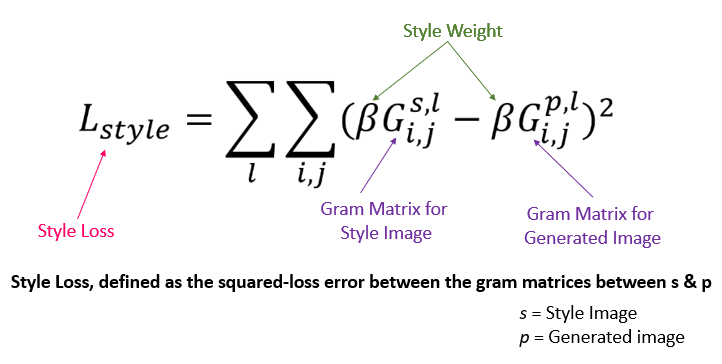 Style Weight
L_{style} = \sum_{l} \sum_{i,j} (\beta G_{i,j}^{s,l} - \beta G_{i,j}^{p,l})^2
Style Loss
Gram Matrix for
Style Image
Gram Matrix for
Generated Image
Style Loss, defined as the squared-loss error between the gram matrices between s & p
s = Style Image
p = Generated image